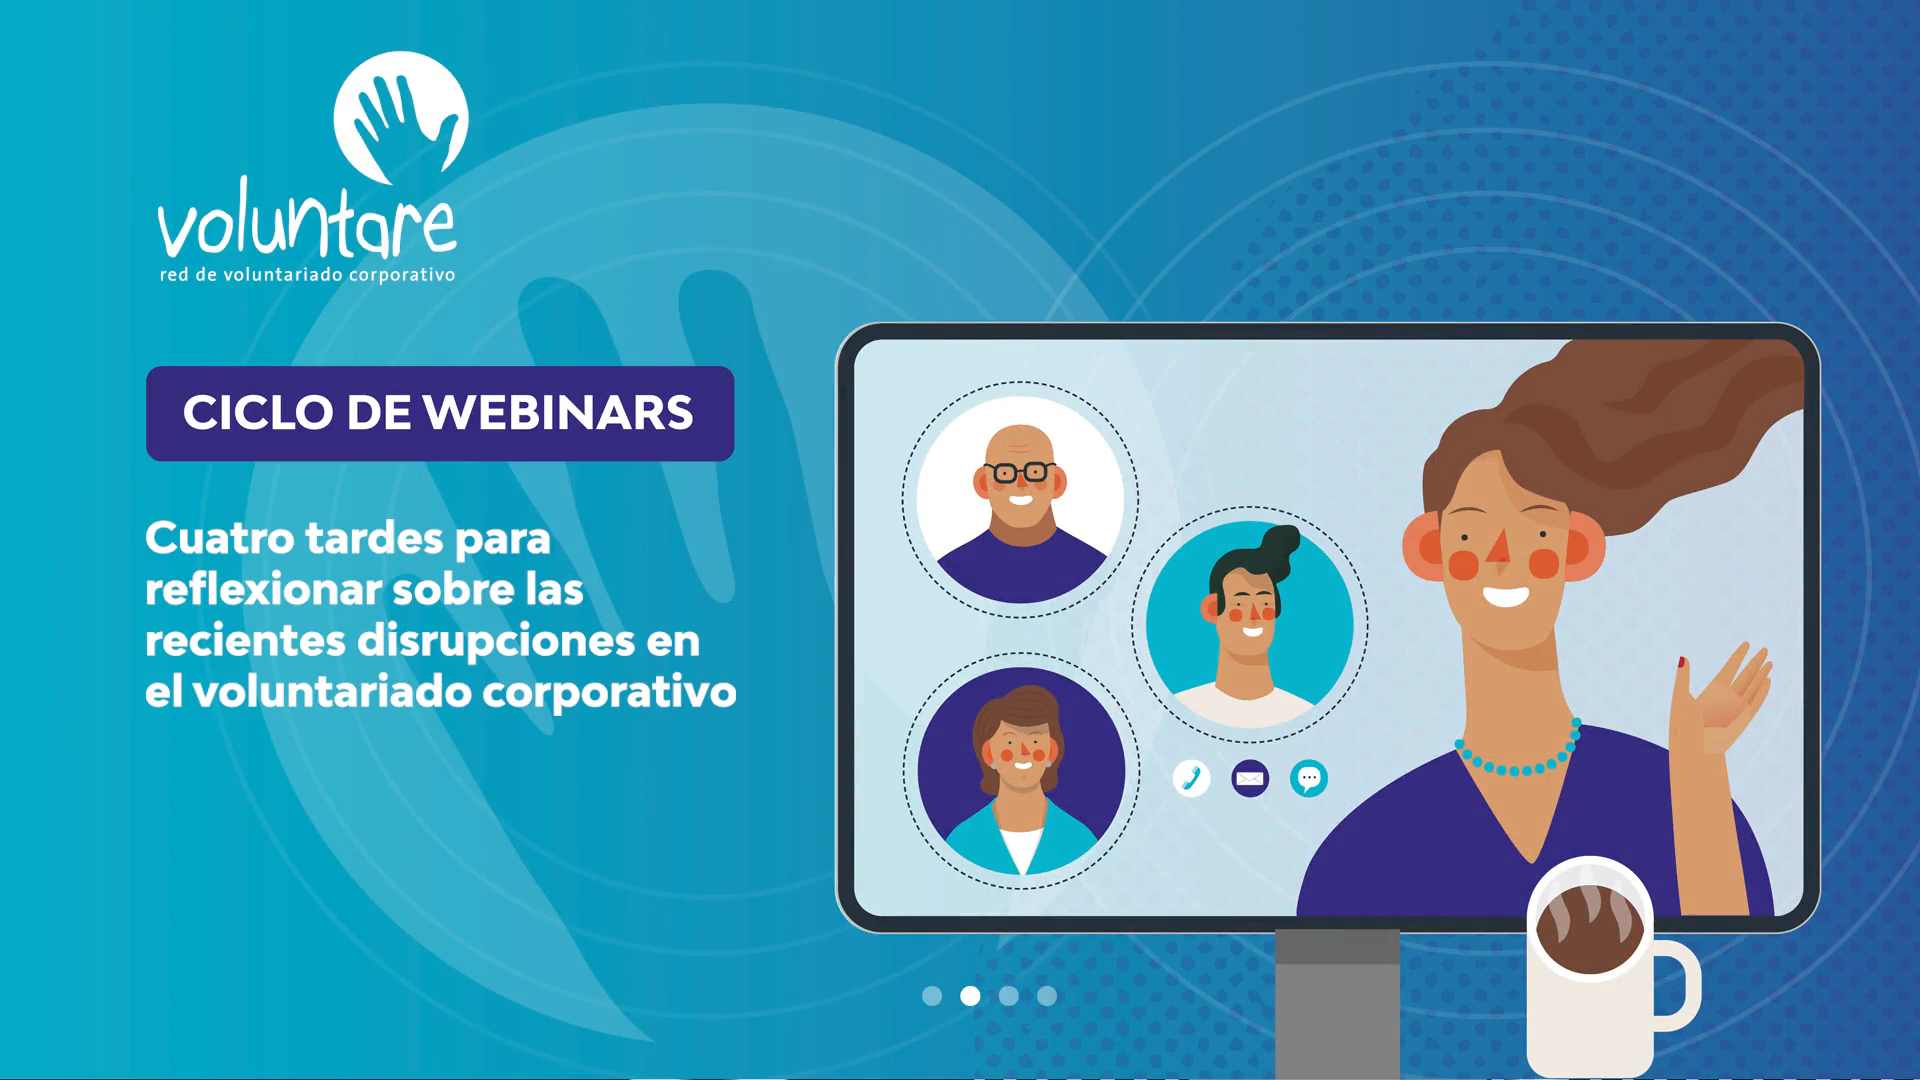 voluntare
red de voluntariado corporativo
CICLO DE WEBINARS
Cuatro tardes para
reflexionar sobre las
recientes disrupciones en
el voluntariado corporativo